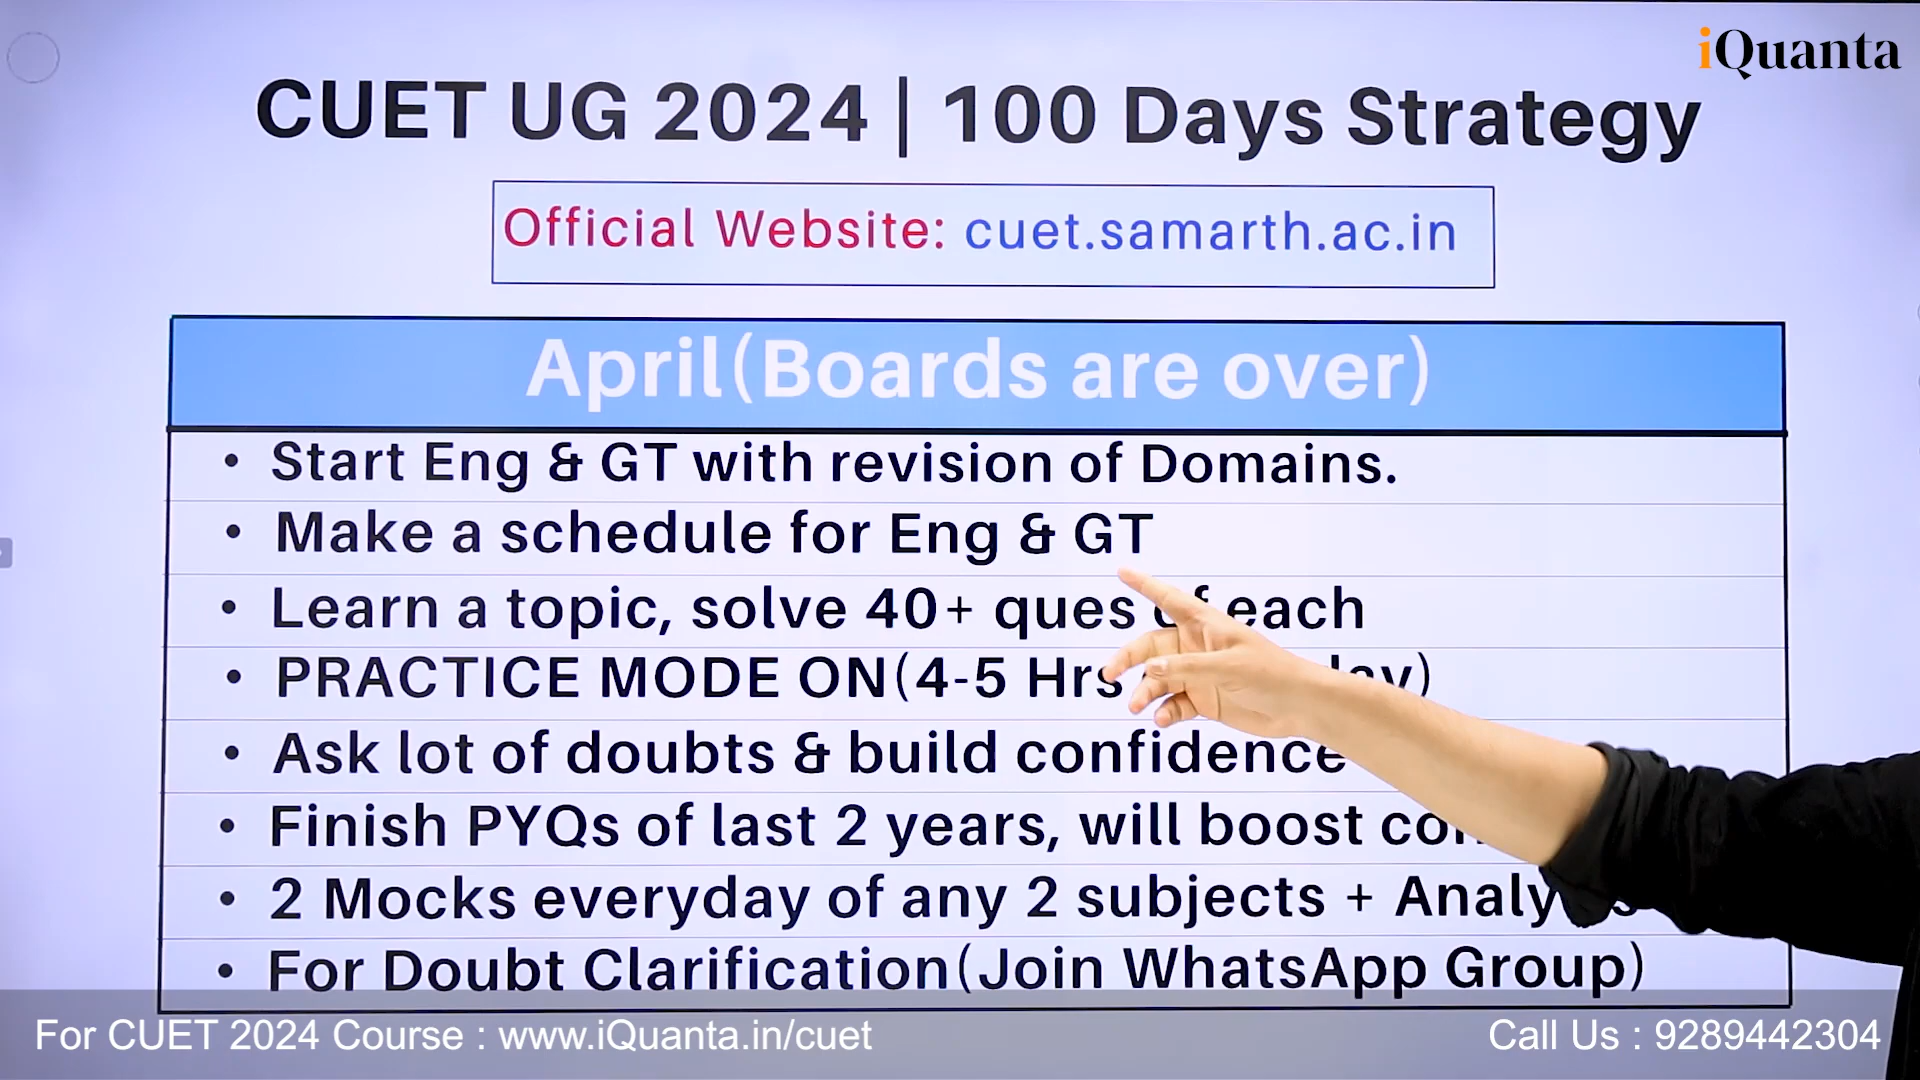 iQuanta
CUET UG 2024 | 100 Days Strategy
Official Website: cuet.samarth.ac.in
April(Boards are over)
• Start Eng & GT with revision of Domains.
• Make a schedule for Eng & GT
• Learn a topic, solve 40+ ques of each
• PRACTICE MODE ON(4-5 Hrs
• Ask lot of doubts & build confidence
• Finish PYQs of last 2 years, will boost
• 2 Mocks everyday of any 2 subjects +
• For Doubt Clarification(Join WhatsApp Group)
For CUET 2024 Course : www.iQuanta.in/cuet
Call Us : 9289442304